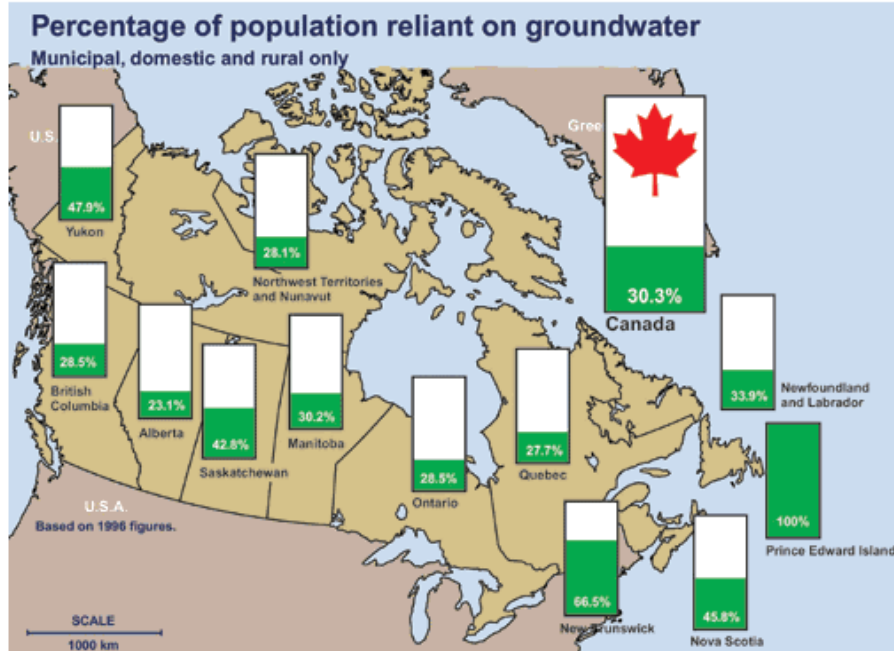 Percentage of population reliant on groundwater
Municipal, domestic and rural only
U.S.
Gree
47.9%
Yukon
28.1%
Northwest Territories
and Nunavut
30.3%
Canada
28.5%
British
Columbia
23.1%
Alberta
42.8%
Saskatchewan
30.2%
Manitoba
28.5%
Ontario
27.7%
Quebec
33.9%
Newfoundland
and Labrador
100%
Prince Edward Island
66.5%
New Brunswick
45.8%
Nova Scotia
U.S.A.
Based on 1996 figures.
SCALE
1000 km